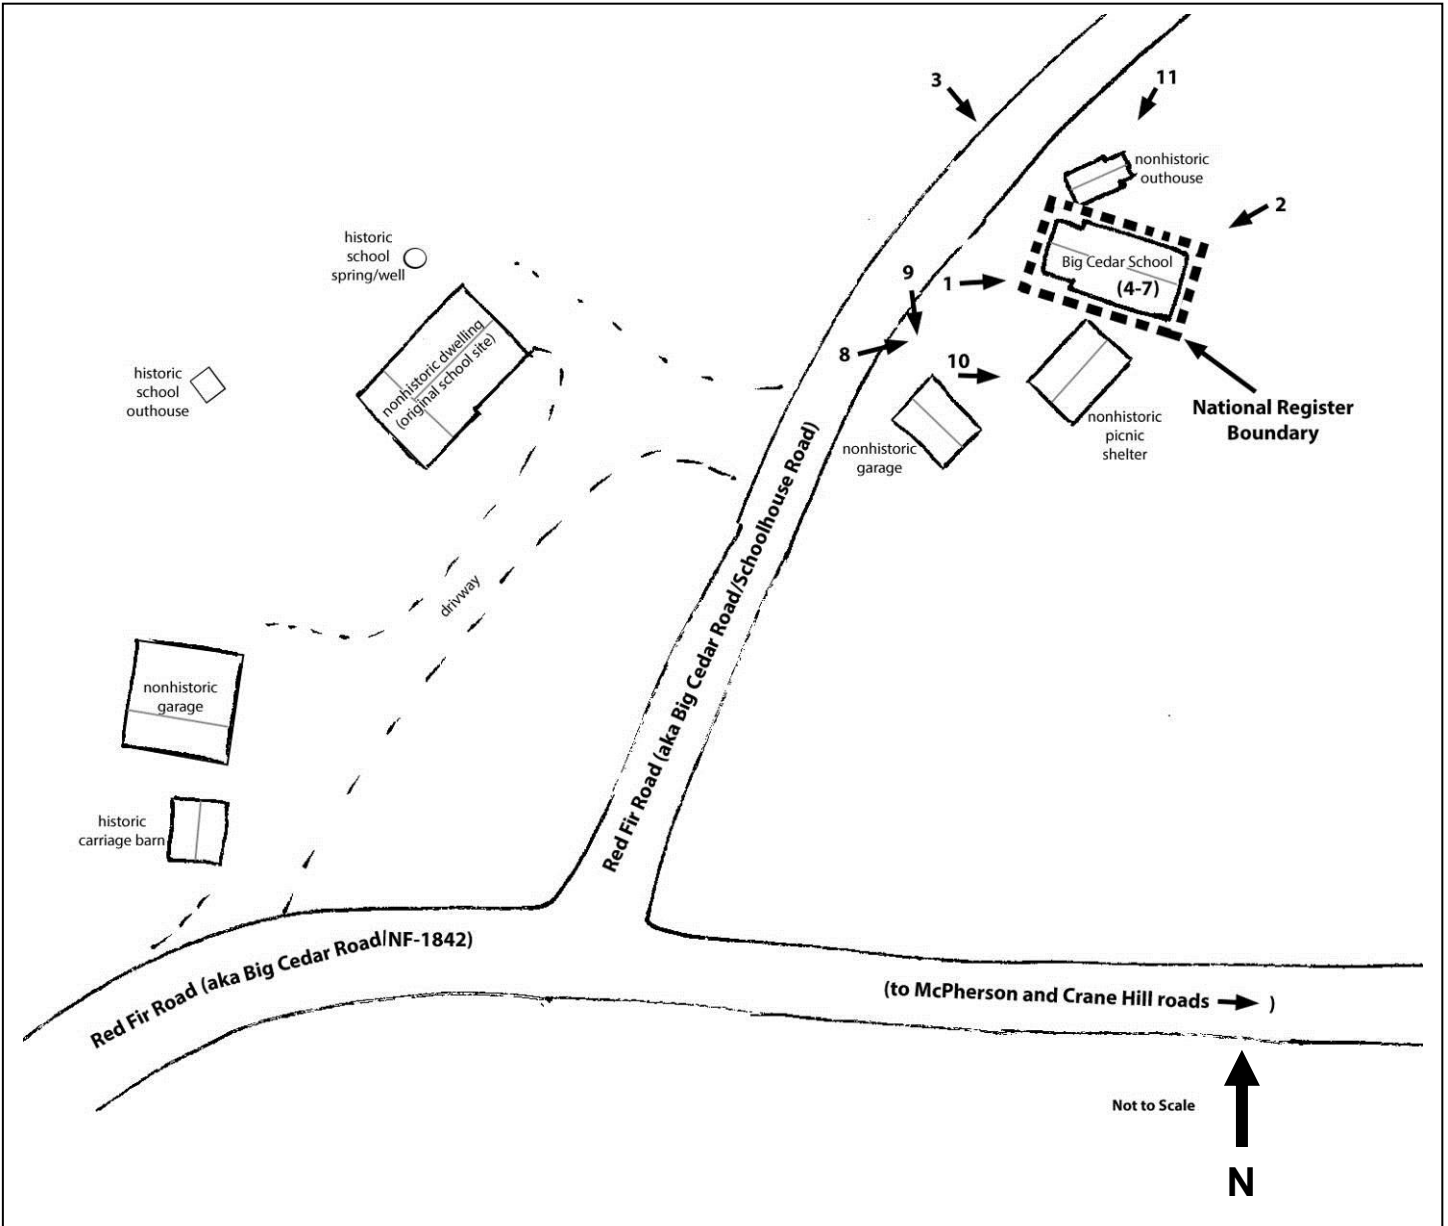 3
11
nonhistoric
outhouse
2
historic
school
spring/well
Big Cedar School
(4-7)
9
1
8
10
nonhistoric dwelling
(original school site)
historic
school
outhouse
National Register
Boundary
nonhistoric
picnic
shelter
nonhistoric
garage
Red Fir Road (aka Big Cedar Road/Schoolhouse Road)
drivway
nonhistoric
garage
historic
carriage barn
Red Fir Road (aka Big Cedar Road/NF-1842)
(to McPherson and Crane Hill roads )
Not to Scale
N